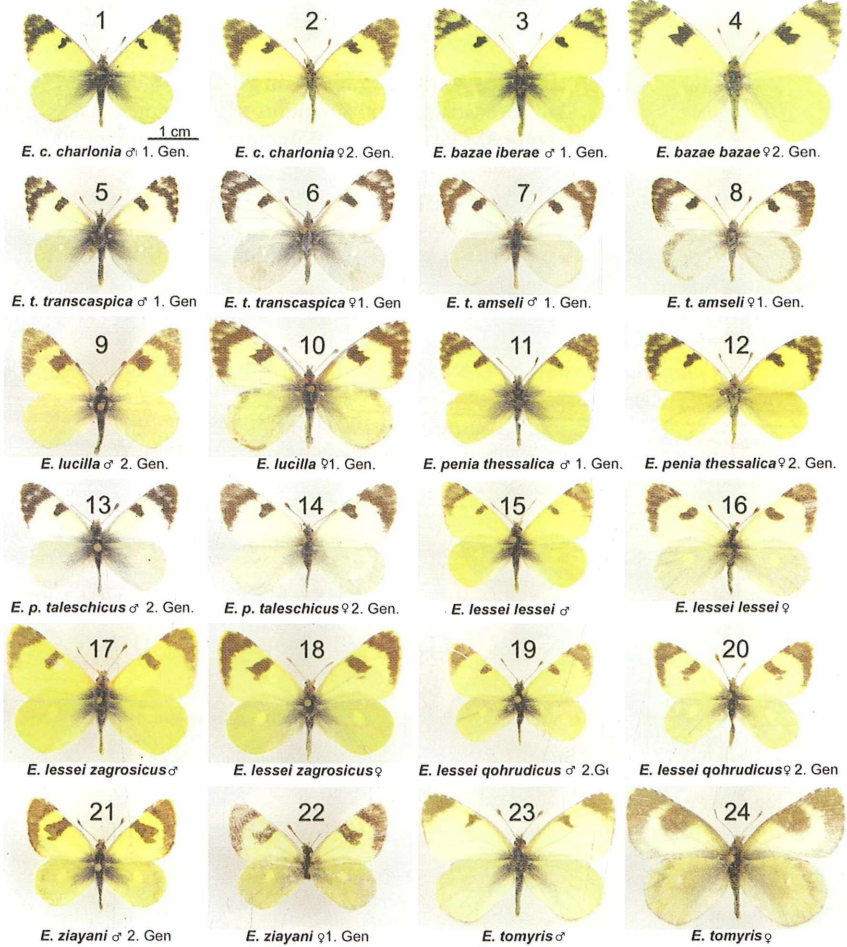 1 2 3 4
1 cm
E. c. charlonia ♂ 1. Gen. E. c. charlonia ♀ 2. Gen. E. bazae iberae ♂ 1. Gen. E. bazae bazae ♀ 2. Gen.
5 6 7 8
E. t. transcaspica ♂ 1. Gen E. t. transcaspica ♀ 1. Gen E. t. amseli ♂ 1. Gen. E. t. amseli ♀ 1. Gen.
9 10 11 12
E. lucilla ♂ 2. Gen. E. lucilla ♀ 1. Gen. E. penia thessalica ♂ 1. Gen. E. penia thessalica ♀ 2. Gen.
13 14 15 16
E. p. taleschicus ♂ 2. Gen. E. p. taleschicus ♀ 2. Gen. E. lessei lessei ♂ E. lessei lessei ♀
17 18 19 20
E. lessei zagrosicus ♂ E. lessei zagrosicus ♀ E. lessei qohrudicus ♂ 2.Ge E. lessei qohrudicus ♀ 2. Gen
21 22 23 24
E. ziayani ♂ 2. Gen E. ziayani ♀ 1. Gen E. tomyris ♂ E. tomyris ♀